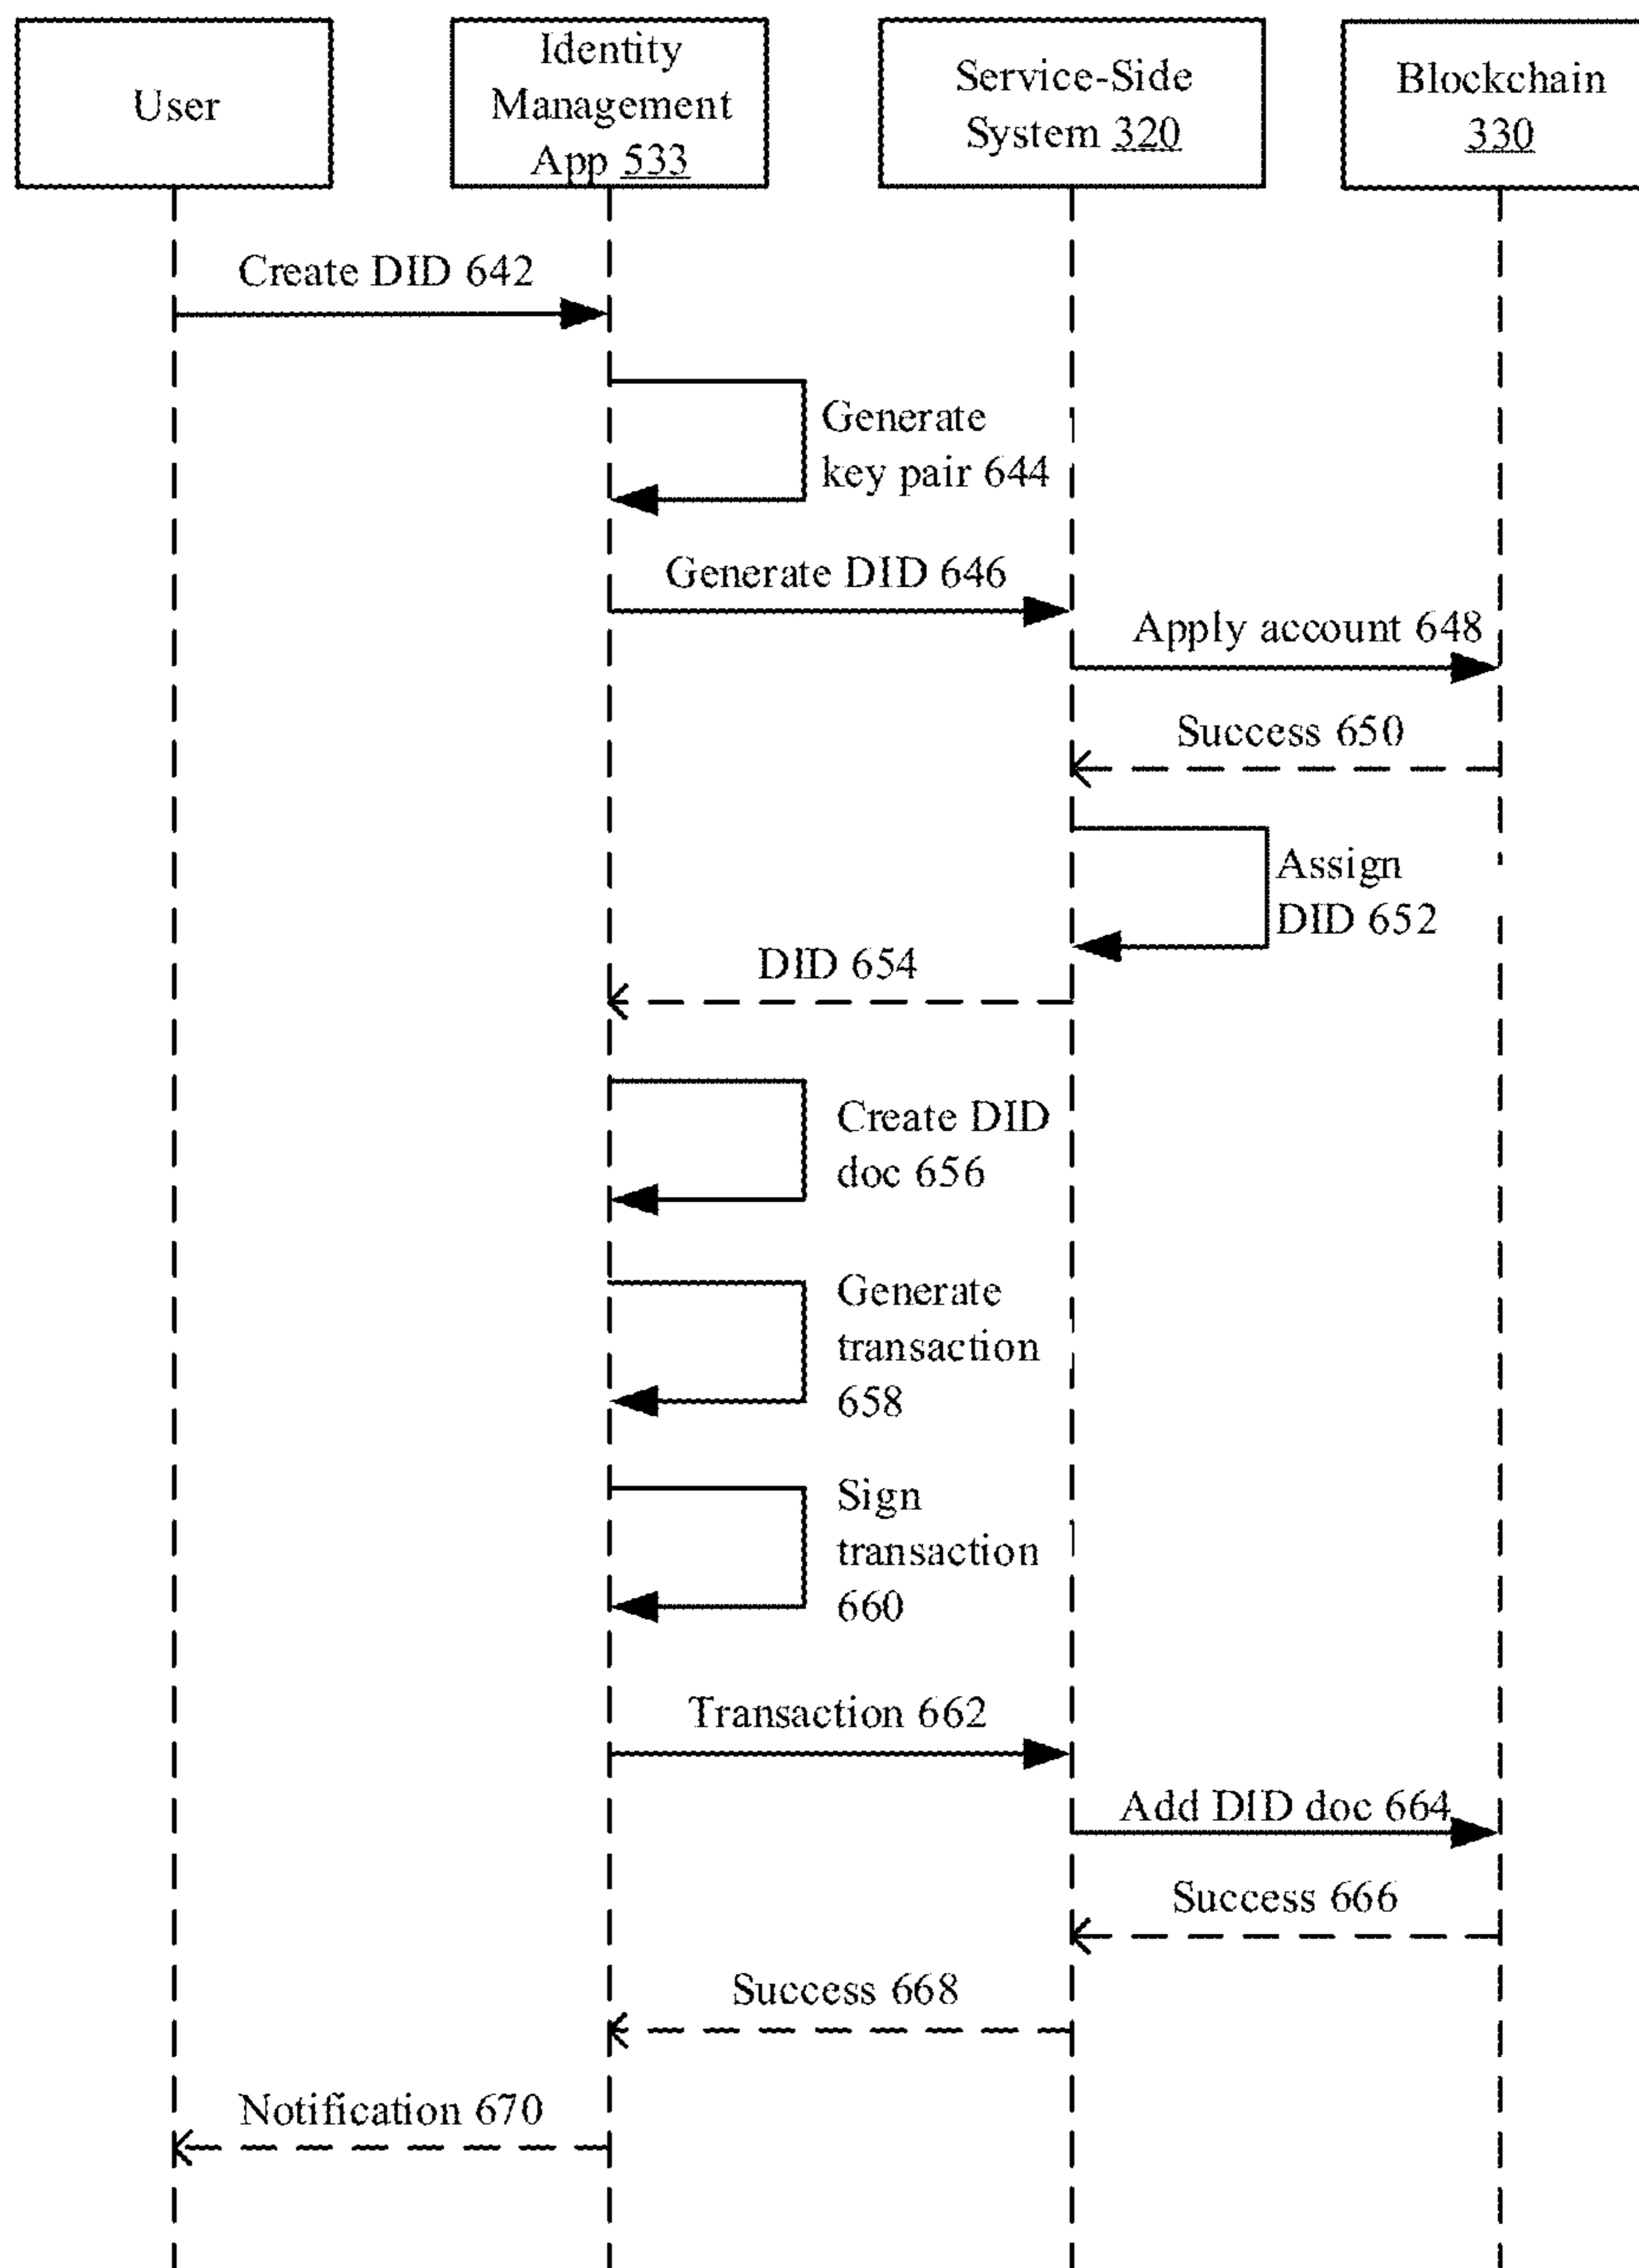 User
Identity
Management
App 533
Service-Side
System 320
Blockchain
330
Create DID 642
Generate
key pair 644
Generate DID 646
Apply account 648
Success 650
Assign
DID 652
DID 654
Create DID
doc 656
Generate
transaction
658
Sign
transaction
660
Transaction 662
Add DID doc 664
Success 666
Success 668
Notification 670